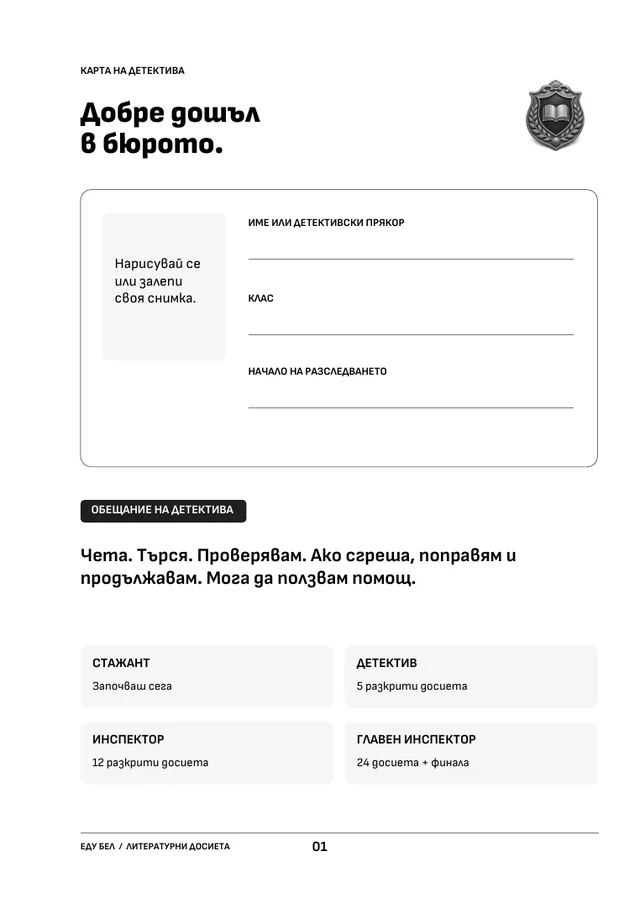 КАРТА НА ДЕТЕКТИВА
Добре дошъл
в бюрото.
Нарисувай се
или залепи
своя снимка.
ИМЕ ИЛИ ДЕТЕКТИВСКИ ПРЯКОР
КЛАС
НАЧАЛО НА РАЗСЛЕДВАНЕТО
ОБЕЩАНИЕ НА ДЕТЕКТИВА
Чета. Търся. Проверявам. Ако сгреша, поправям и
продължавам. Мога да ползвам помощ.
СТАЖАНТ
Започваш сега
ДЕТЕКТИВ
5 разкрити досиета
ИНСПЕКТОР
12 разкрити досиета
ГЛАВЕН ИНСПЕКТОР
24 досиета + финала
ЕДУ БЕЛ / ЛИТЕРАТУРНИ ДОСИЕТА
01